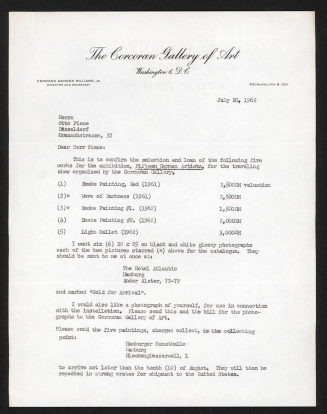 The Corcoran Gallery of Art
Washington 6, D.C.
HERMANN WARNER WILLIAMS, JR.
DIRECTOR AND SECRETARY
METROPOLITAN 8-3211
July 20, 1962
Herrn
Otto Piene
Düsseldorf
32
Dear Herr Piene:
This is to confirm the selection and loan of the following five
works for the exhibition, Fifteen German Artists, for the traveling
show organized by the Corcoran Gallery.
(1) Smoke Painting, Red (1961) 2,500DM valuation
(2)* Wave of Darkness (1961) 2,500DM
(3)* Smoke Painting #1. (1962) 1,500DM
(4) Smoke Painting #2. (1962) 2,000DM
(5) Light Ballet (1962) 3,000DM
I want six (6) 20 x 25 cm black and white glossy photographs
each of the two pictures starred (*) above for the catalogue. They
should be sent to me at once at:
The Hotel Atlantic
Hamburg
Ander Alster, 72-79
and marked "Hold for Arrival".
I would also like a photograph of yourself, for use in connection
with the installation. Please send this and the bill for the photo-
graphs to the Corcoran Gallery of Art.
Please send the five paintings, charges collect, to the collecting
point:
Hamburger Kunsthalle
Hamburg
Glockengiesserwall, 1
to arrive not later than the tenth (10) of August. They will then be
repacked in strong crates for shipment to the United States.